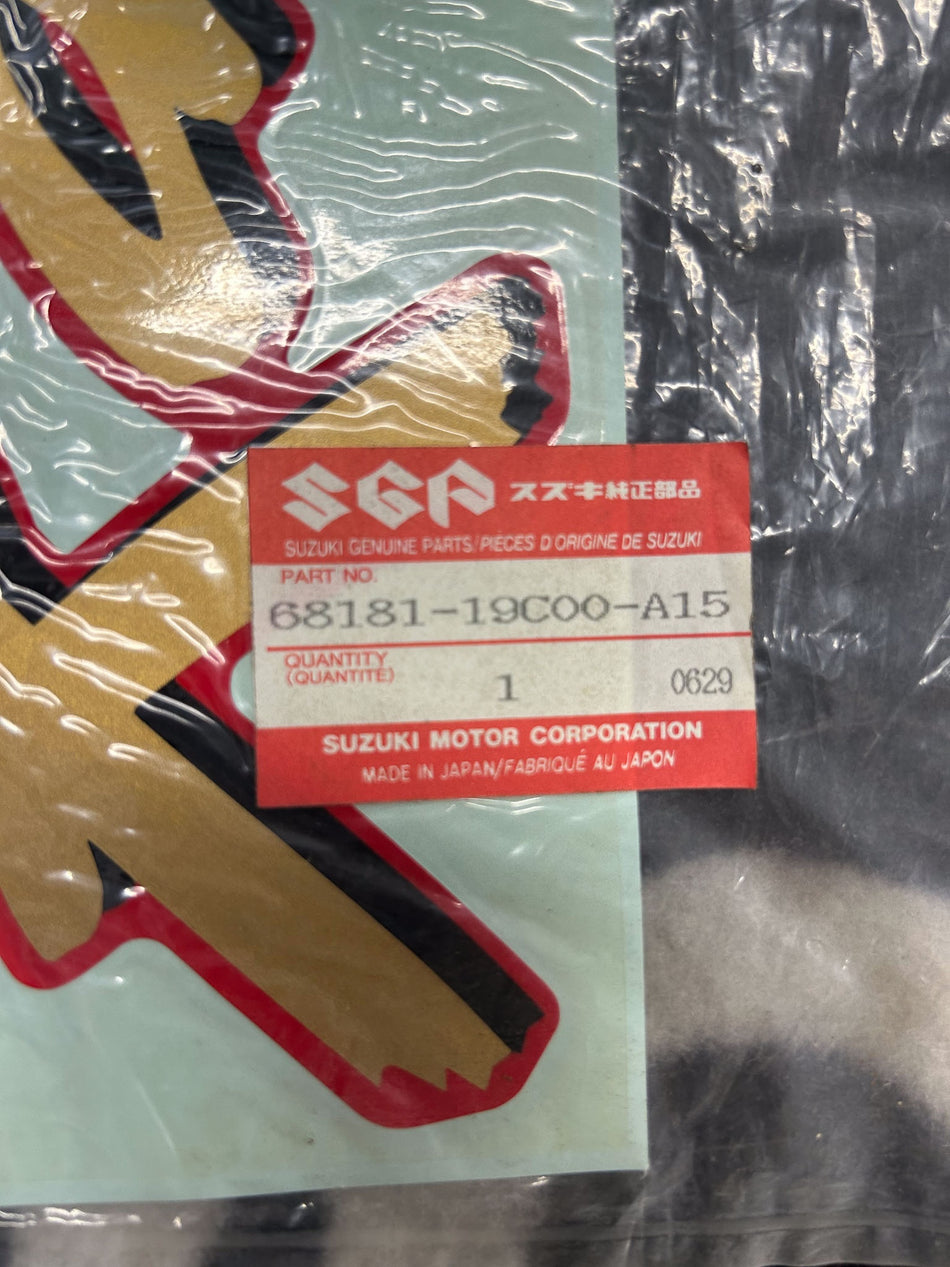 SGP スズキ純正部品
SUZUKI GENUINE PARTS/PIÈCES D'ORIGINE DE SUZUKI
PART NO.
68181-19C00-A15
QUANTITY
(QUANTITÉ)
1 0629
SUZUKI MOTOR CORPORATION
MADE IN JAPAN/FABRIQUÉ AU JAPON